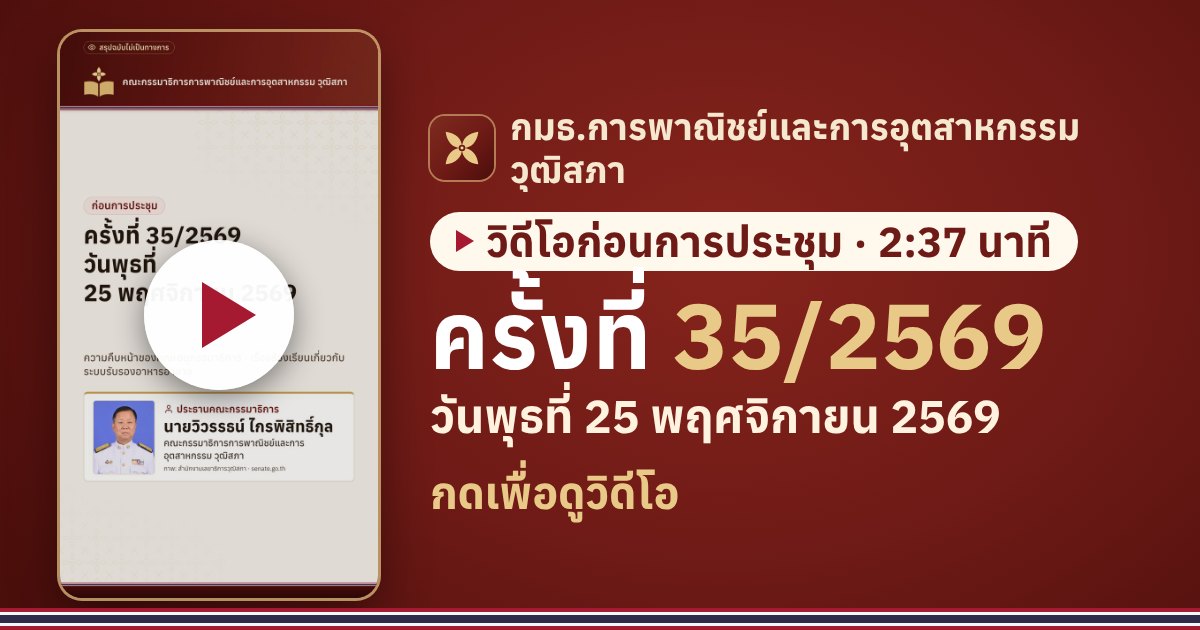 สรุปฉบับไม่เป็นทางการ
คณะกรรมาธิการการพาณิชย์และการอุตสาหกรรม วุฒิสภา
ก่อนการประชุม
ครั้งที่ 35/2569
วันพุธที่
25 พฤศจิกายน 2569
ความคืบหน้าของ
เรียนเกี่ยวกับ
ระบบรับรองอาหาร
ประธานคณะกรรมาธิการ
นายวิวรรธน์ ไกรพิสิทธิ์กุล
คณะกรรมาธิการการพาณิชย์และการ
อุตสาหกรรม วุฒิสภา
ภาพ: สำนักงานเลขาธิการวุฒิสภา · senate.go.th
กมธ.การพาณิชย์และการอุตสาหกรรม
วุฒิสภา
วิดีโอก่อนการประชุม · 2:37 นาที
ครั้งที่ 35/2569
วันพุธที่ 25 พฤศจิกายน 2569
กดเพื่อดูวิดีโอ